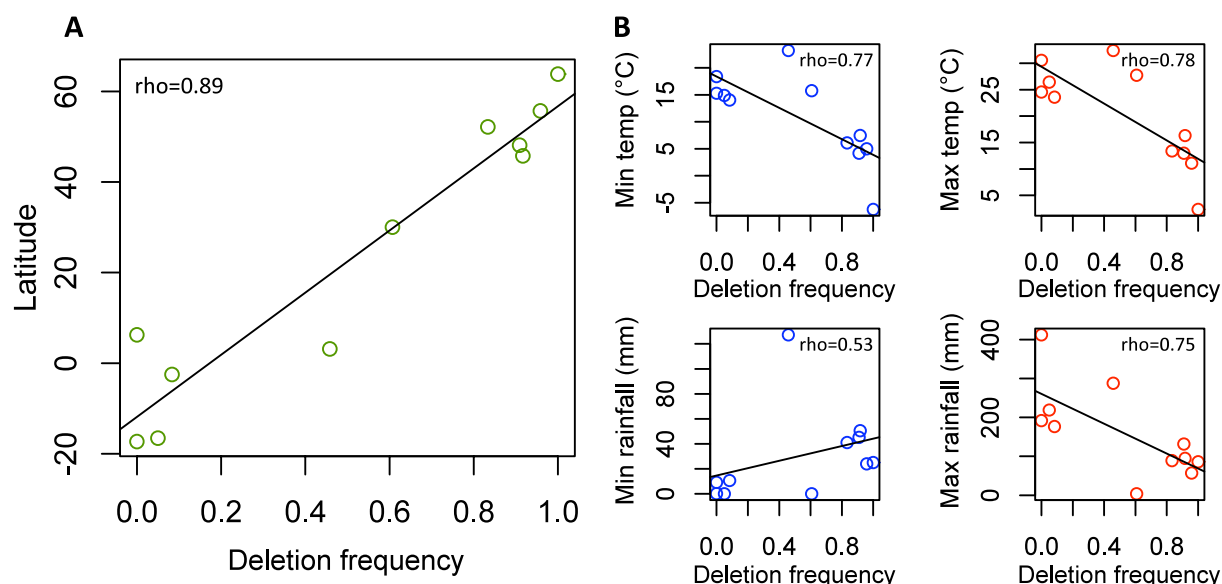 A
rho=0.89
Latitude
60
40
20
0
-20
0.0 0.2 0.4 0.6 0.8 1.0
Deletion frequency
B
rho=0.77
Min temp (°C)
15
5
-5
0.0 0.4 0.8
Deletion frequency
rho=0.78
Max temp (°C)
25
15
5
0.0 0.4 0.8
Deletion frequency
rho=0.53
Min rainfall (mm)
80
40
0
0.0 0.4 0.8
Deletion frequency
rho=0.75
Max rainfall (mm)
400
200
0
0.0 0.4 0.8
Deletion frequency